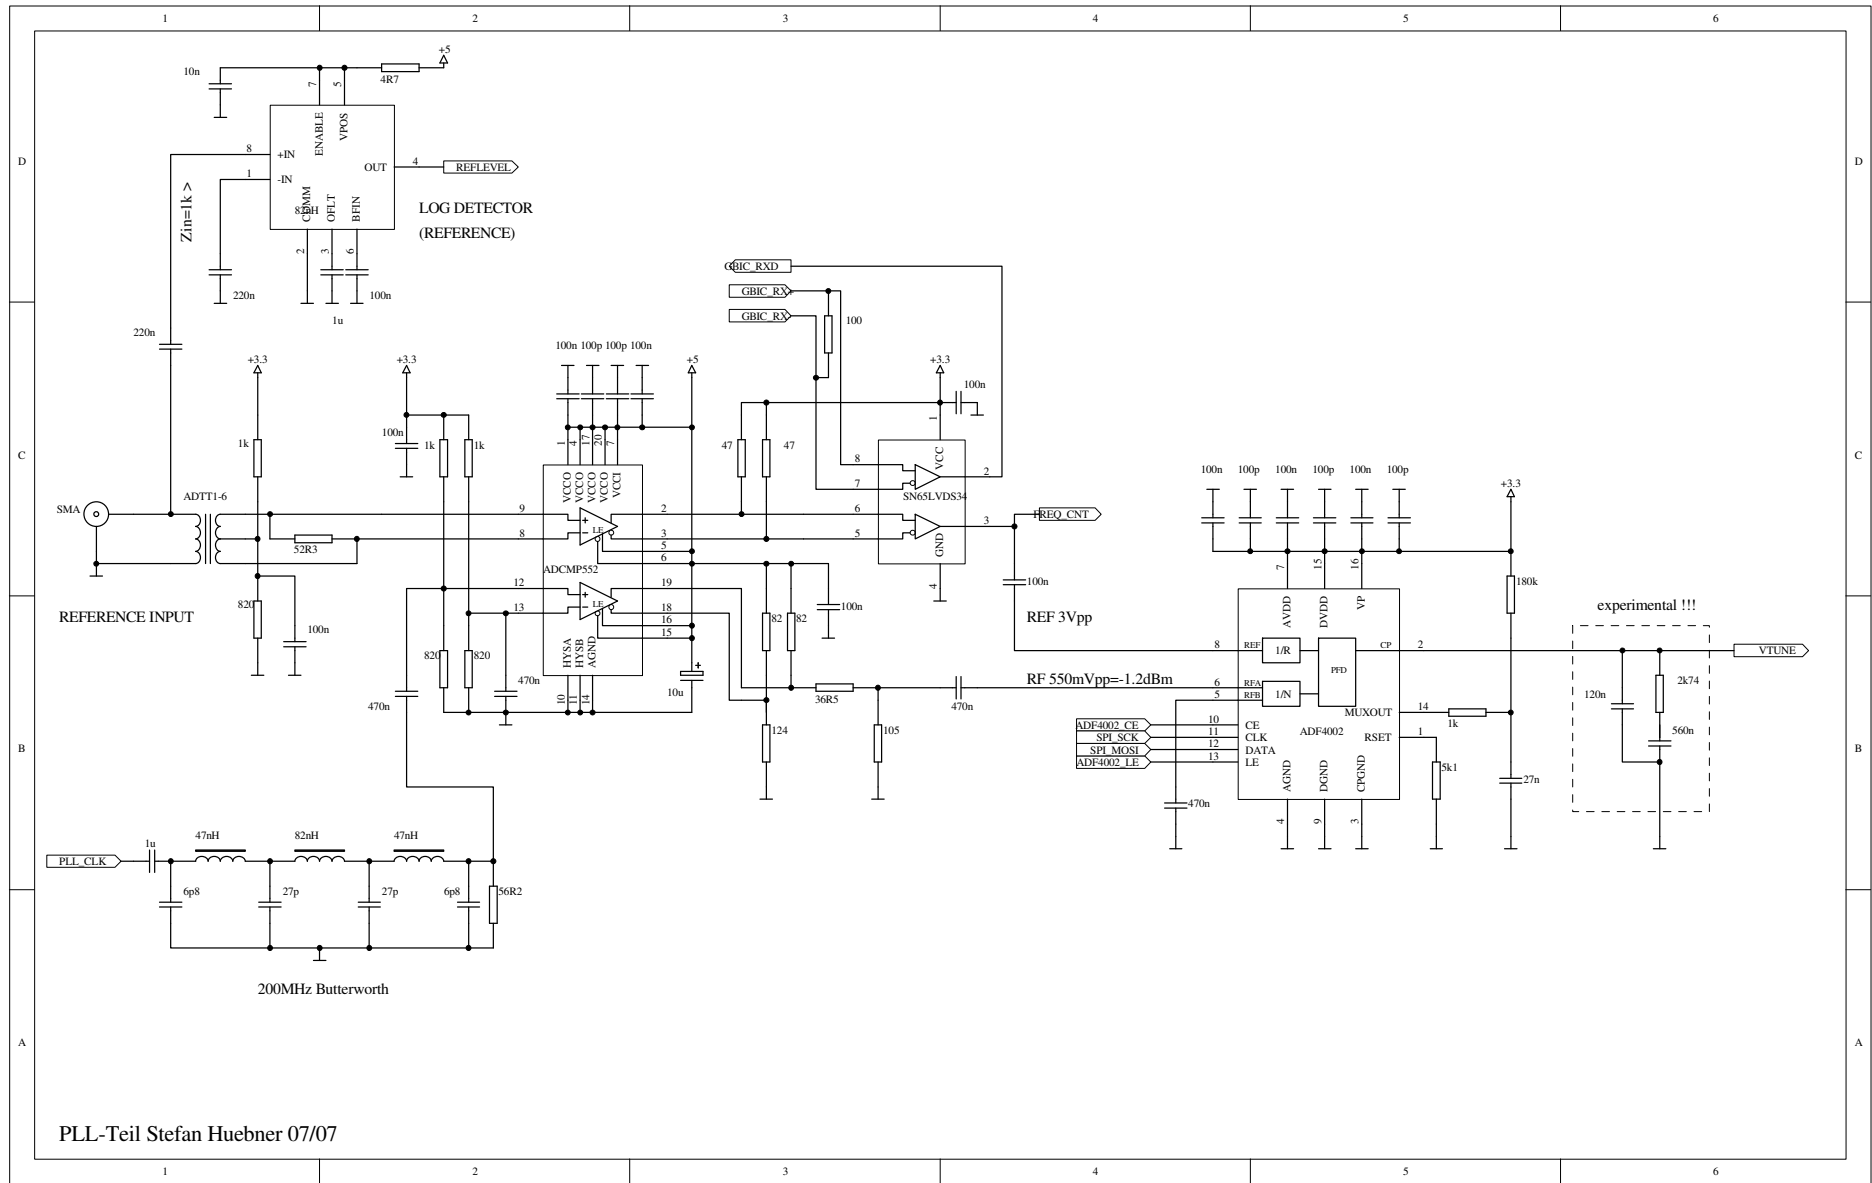 1 2 3 4 5 6
D D
C C
B B
A A
10n
4R7
+5
7 5
ENABLE
VPOS
8 +IN
1 -IN
OUT 4
REFLEVEL
COMM
82nH
OFLT
BFIN
2 3 6
Zin=1k >
LOG DETECTOR
(REFERENCE)
220n
100n
1u
220n
GBIC_RXD
GBIC_RX+
GBIC_RX-
100
+3.3
1k
SMA
ADTT1-6
52R3
REFERENCE INPUT
820
100n
+3.3
100n
1k
1k
100n 100p 100p 100n
+5
1 4 17 20 7
VCCO
VCCO
VCCO
VCCO
VCCI
9
8
LE
2
3
5
6
ADCMP552
12
13
LE
19
18
16
15
HYSA
HYSB
AGND
10 11 14
820
820
470n
470n
+
10u
47
47
+3.3
100n
1
VCC
8
7
2
SN65LVDS34
6
5
3
GND
4
FREQ_CNT
82
82
100n
124
36R5
105
470n
100n
REF 3Vpp
RF 550mVpp=-1.2dBm
100n 100p 100n 100p 100n 100p
+3.3
7 15 16
AVDD
DVDD
VP
180k
8 REF 1/R
PFD
CP 2
6 RFA
5 RFB
1/N
MUXOUT 14
1k
ADF4002
RSET 1
ADF4002_CE 10 CE
SPI_SCK 11 CLK
SPI_MOSI 12 DATA
ADF4002_LE 13 LE
AGND
DGND
CPGND
4 9 3
470n
5k1
27n
experimental !!!
VTUNE
120n
2k74
560n
PLL_CLK
1u
47nH
82nH
47nH
6p8
27p
27p
6p8
56R2
200MHz Butterworth
PLL-Teil Stefan Huebner 07/07
1 2 3 4 5 6